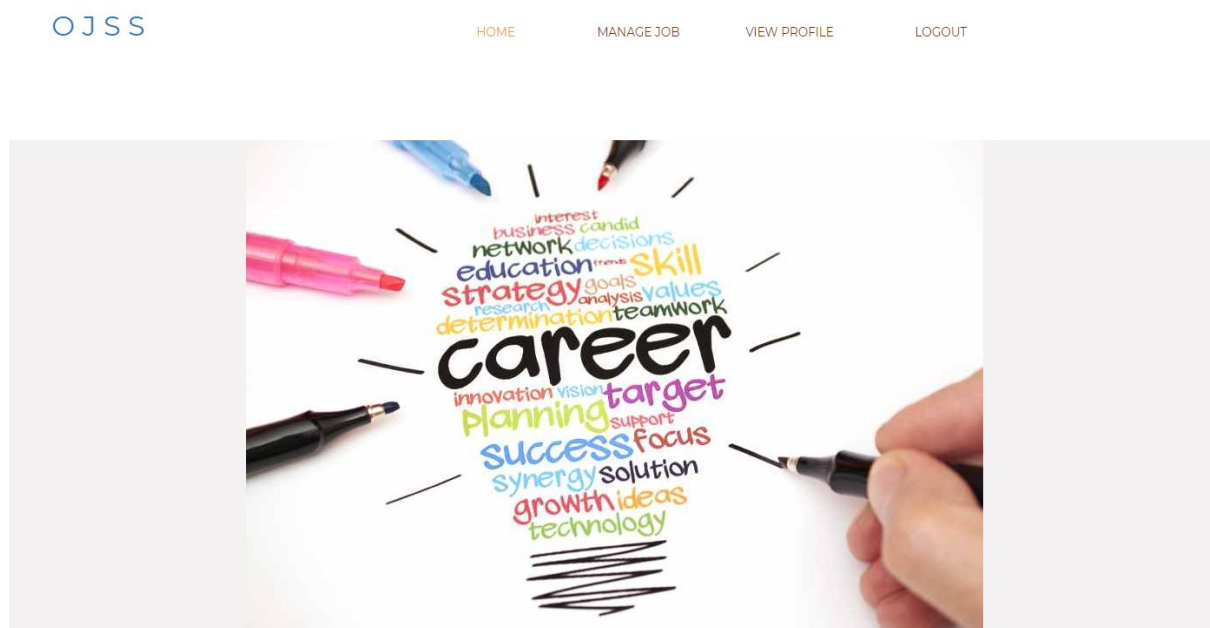 OJSS
HOME
MANAGE JOB
VIEW PROFILE
LOGOUT
interest
business candid
network decisions
education trends skill
strategy goals
research analysis values
determination teamwork
career
innovation vision target
planning support
success focus
synergy solution
growth ideas
technology